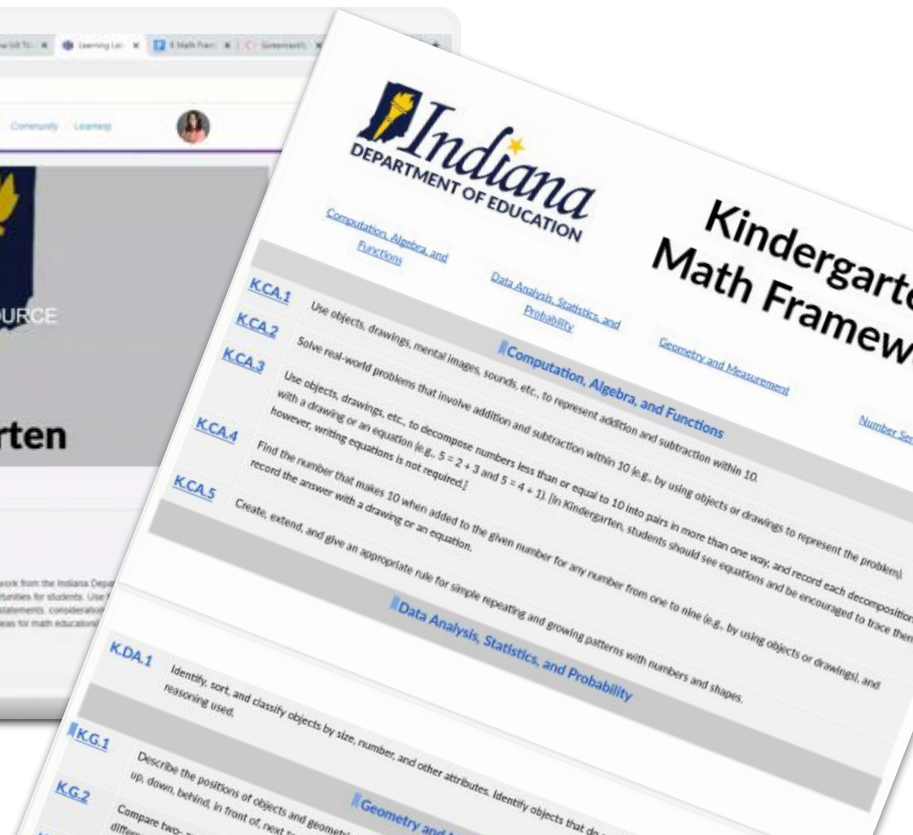 Learning Lab
K Math Fram
Screencastify
Community Learning
URCE
rten
work from the Indiana Depa
rtunities for students. Use
statements, consideration
eas for math educators
Indiana
DEPARTMENT OF EDUCATION
Kindergarte
Math Framew
Computation, Algebra, and
Functions
Data Analysis, Statistics, and
Probability
Geometry and Measurement
Number Sen
Computation, Algebra, and Functions
K.CA.1 Use objects, drawings, mental images, sounds, etc., to represent addition and subtraction within 10.
K.CA.2 Solve real-world problems that involve addition and subtraction within 10 (e.g., by using objects or drawings to represent the problem).
K.CA.3 Use objects, drawings, etc., to decompose numbers less than or equal to 10 into pairs in more than one way, and record each decomposition
with a drawing or an equation (e.g., 5 = 2 + 3 and 5 = 4 + 1). [In Kindergarten, students should see equations and be encouraged to trace them,
however, writing equations is not required.]
K.CA.4 Find the number that makes 10 when added to the given number for any number from one to nine (e.g., by using objects or drawings), and
record the answer with a drawing or an equation.
K.CA.5 Create, extend, and give an appropriate rule for simple repeating and growing patterns with numbers and shapes.
Data Analysis, Statistics, and Probability
K.DA.1 Identify, sort, and classify objects by size, number, and other attributes. Identify objects that do
reasoning used.
Geometry and M
K.G.1 Describe the positions of objects and geometric
up, down, behind, in front of, next to
K.G.2 Compare two-
differe